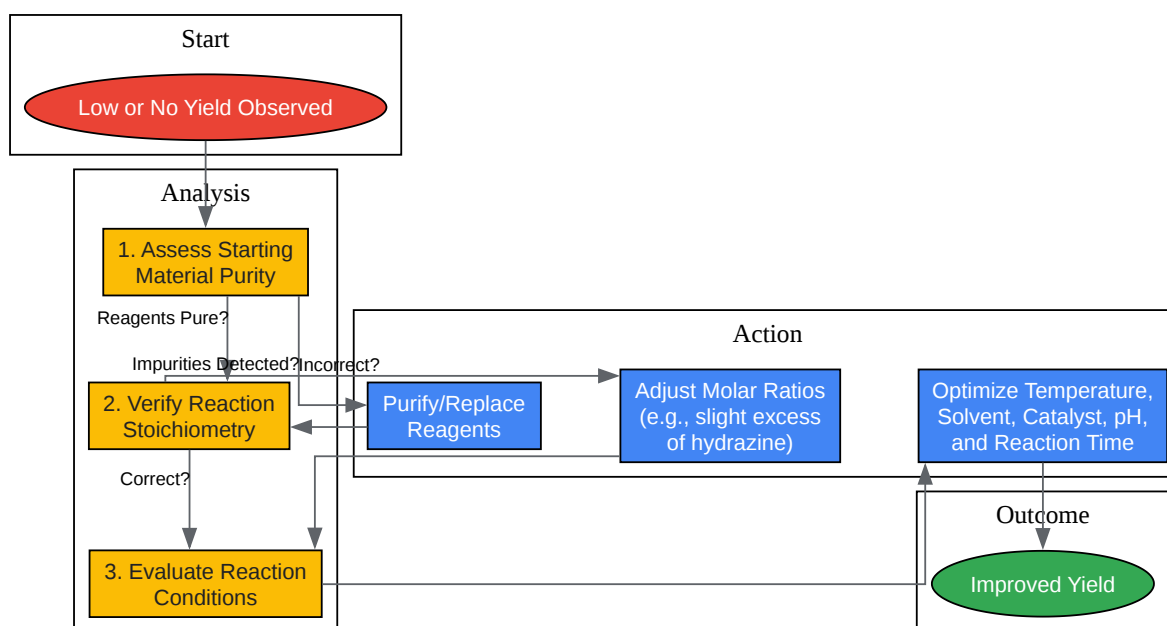 Start
Low or No Yield Observed
Analysis
1. Assess Starting
Material Purity
Reagents Pure?
Impurities Detected?
Incorrect?
2. Verify Reaction
Stoichiometry
Correct?
3. Evaluate Reaction
Conditions
Action
Purify/Replace
Reagents
Adjust Molar Ratios
(e.g., slight excess
of hydrazine)
Optimize Temperature,
Solvent, Catalyst, pH,
and Reaction Time
Outcome
Improved Yield